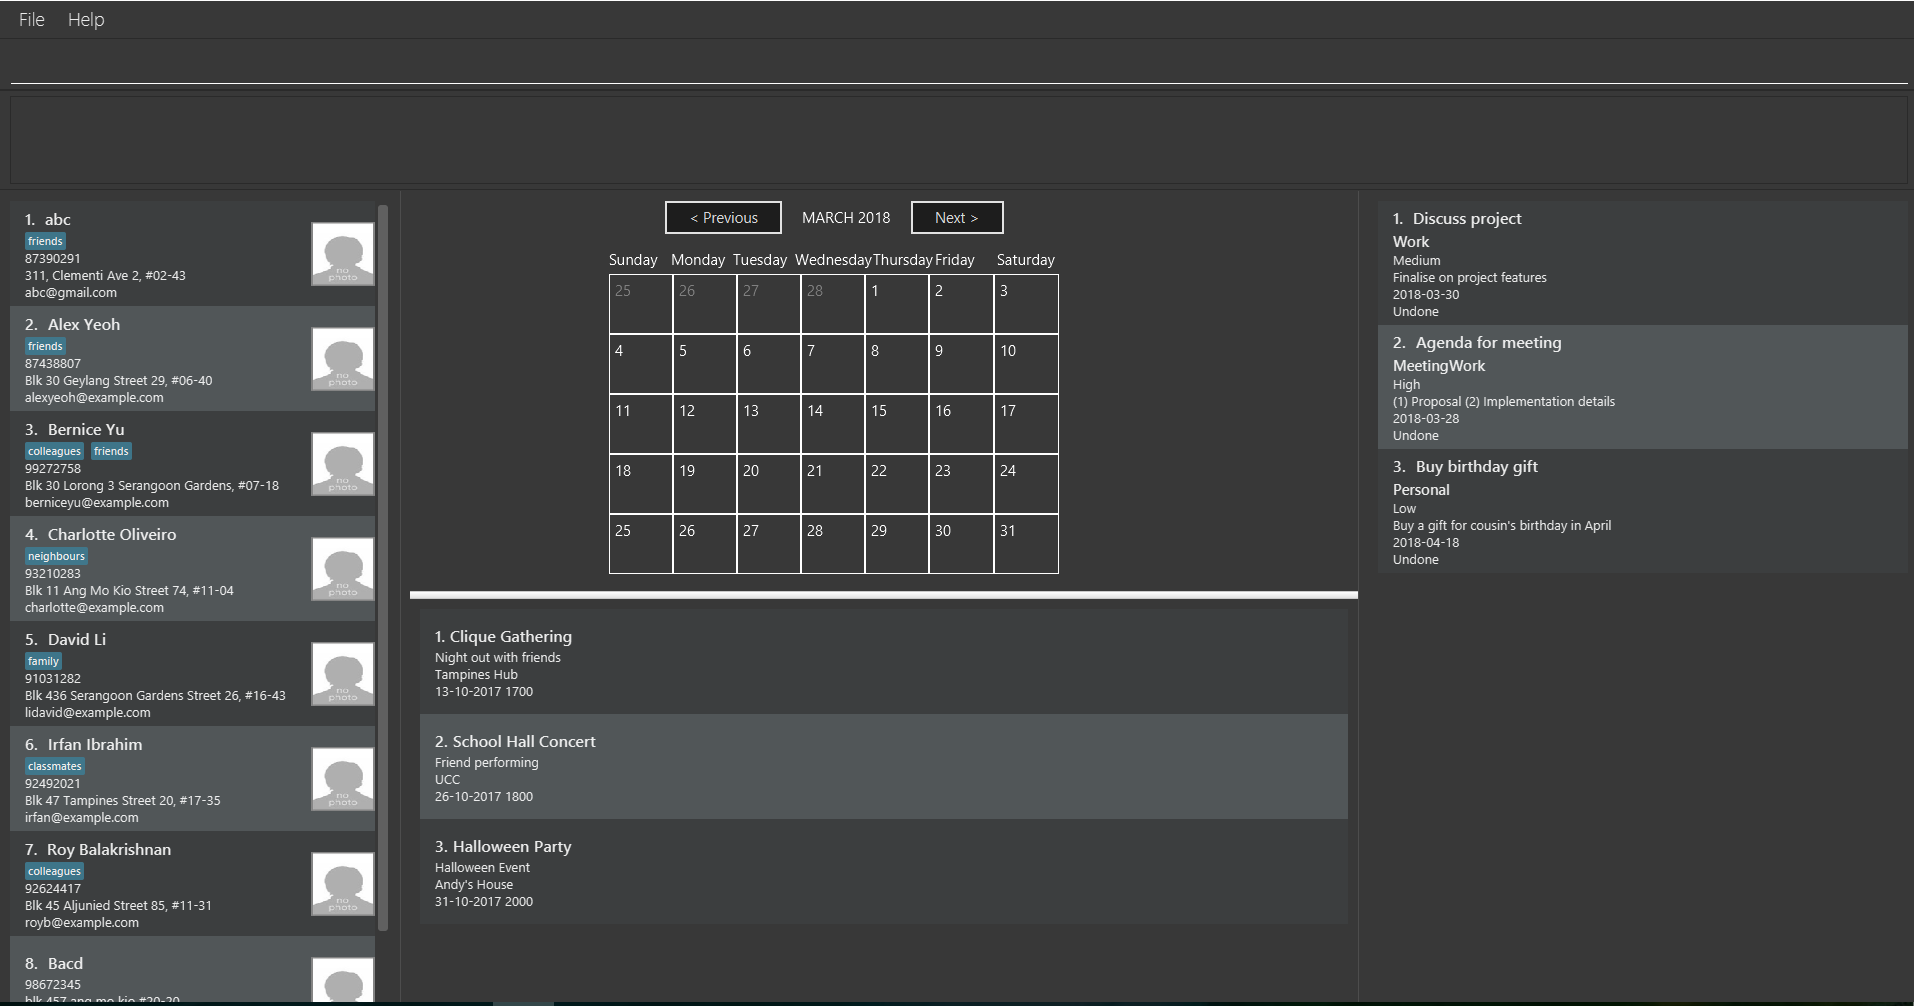 File Help
1. abc
friends
87390291
311, Clementi Ave 2, #02-43
abc@gmail.com
no photo
2. Alex Yeoh
friends
87438807
Blk 30 Geylang Street 29, #06-40
alexyeoh@example.com
no photo
3. Bernice Yu
colleagues friends
99272758
Blk 30 Lorong 3 Serangoon Gardens, #07-18
berniceyu@example.com
no photo
4. Charlotte Oliveiro
neighbours
93210283
Blk 11 Ang Mo Kio Street 74, #11-04
charlotte@example.com
no photo
5. David Li
family
91031282
Blk 436 Serangoon Gardens Street 26, #16-43
lidavid@example.com
no photo
6. Irfan Ibrahim
classmates
92492021
Blk 47 Tampines Street 20, #17-35
irfan@example.com
no photo
7. Roy Balakrishnan
colleagues
92624417
Blk 45 Aljunied Street 85, #11-31
royb@example.com
no photo
8. Bacd
98672345
blk 457 ang mo kio #20-20
< Previous MARCH 2018 Next >
Sunday Monday Tuesday Wednesday Thursday Friday Saturday
25 26 27 28 1 2 3
4 5 6 7 8 9 10
11 12 13 14 15 16 17
18 19 20 21 22 23 24
25 26 27 28 29 30 31
1. Clique Gathering
Night out with friends
Tampines Hub
13-10-2017 1700
2. School Hall Concert
Friend performing
UCC
26-10-2017 1800
3. Halloween Party
Halloween Event
Andy's House
31-10-2017 2000
1. Discuss project
Work
Medium
Finalise on project features
2018-03-30
Undone
2. Agenda for meeting
MeetingWork
High
(1) Proposal (2) Implementation details
2018-03-28
Undone
3. Buy birthday gift
Personal
Low
Buy a gift for cousin's birthday in April
2018-04-18
Undone